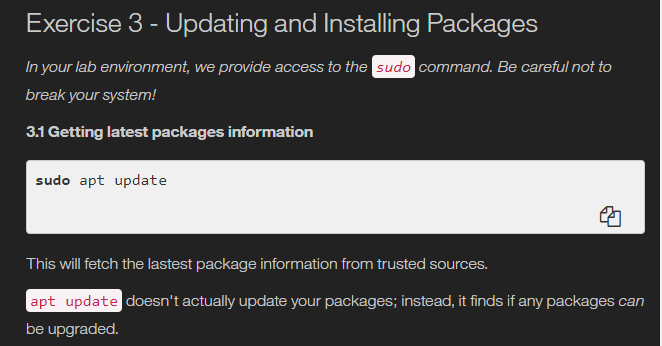 Exercise 3 - Updating and Installing Packages
In your lab environment, we provide access to the sudo command. Be careful not to
break your system!
3.1 Getting latest packages information
sudo apt update
This will fetch the lastest package information from trusted sources.
apt update doesn't actually update your packages; instead, it finds if any packages can
be upgraded.